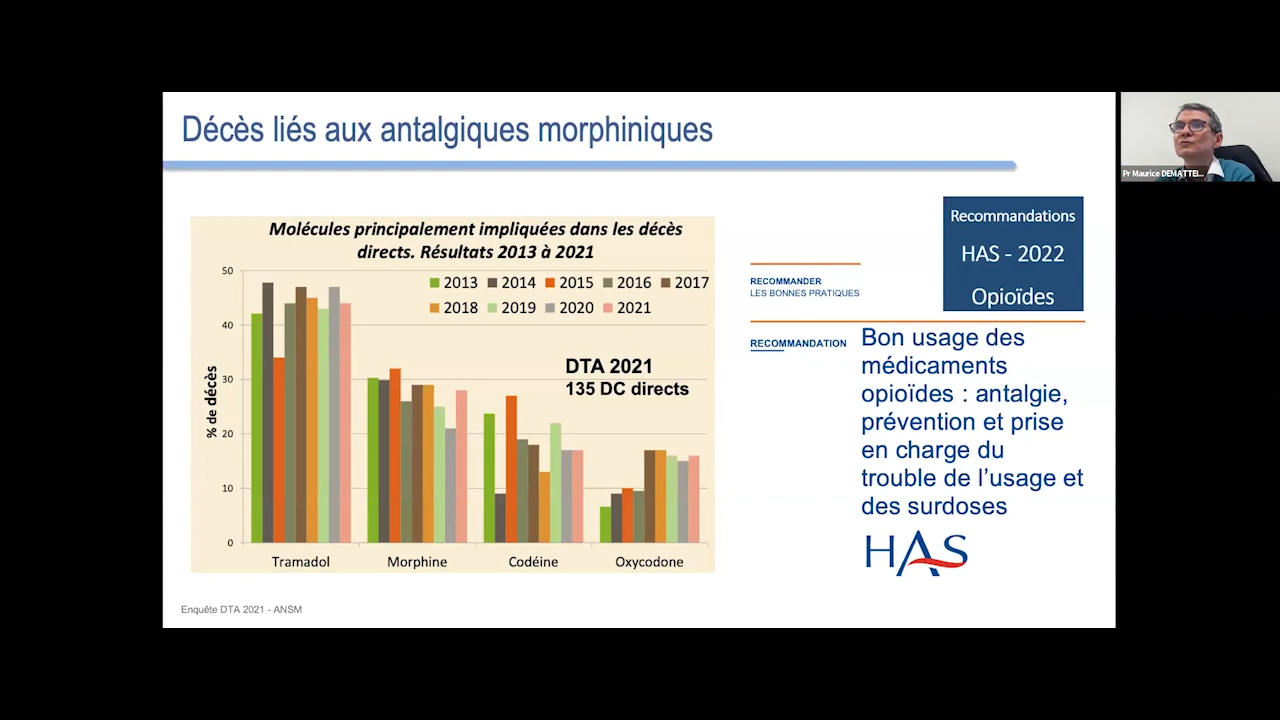 Décès liés aux antalgiques morphiniques
Pr Maurice DEMATTEI...
Molécules principalement impliquées dans les décès
directs. Résultats 2013 à 2021
2013 2014 2015 2016 2017
2018 2019 2020 2021
DTA 2021
135 DC directs
% de décès
50
40
30
20
10
0
Tramadol Morphine Codéine Oxycodone
Recommandations
HAS - 2022
Opioïdes
RECOMMANDER
LES BONNES PRATIQUES
RECOMMANDATION
Bon usage des
médicaments
opioïdes : antalgie,
prévention et prise
en charge du
trouble de l’usage et
des surdoses
HAS
Enquête DTA 2021 - ANSM